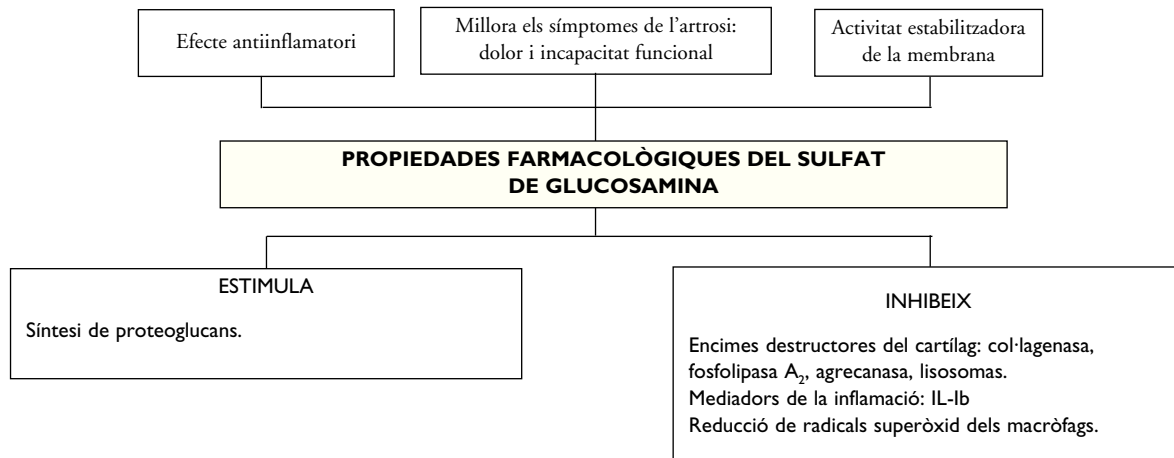 Efecte antiinflamatori
Millora els símptomes de l’artrosi:
dolor i incapacitat funcional
Activitat estabilitzadora
de la membrana
PROPIEDADES FARMACOLÒGIQUES DEL SULFAT
DE GLUCOSAMINA
ESTIMULA
Síntesi de proteoglucans.
INHIBEIX
Encimes destructores del cartílag: col·lagenasa,
fosfolipasa A₂, agrecanasa, lisosomas.
Mediadors de la inflamació: IL-Ib
Reducció de radicals superòxid dels macròfags.